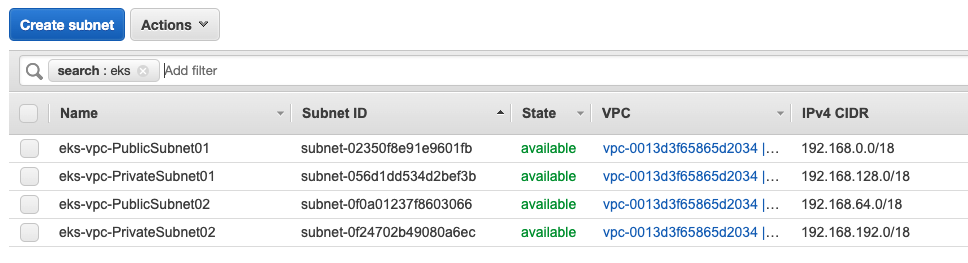 Create subnet Actions
search : eks Add filter
Name Subnet ID State VPC IPv4 CIDR
eks-vpc-PublicSubnet01 subnet-02350f8e91e9601fb available vpc-0013d3f65865d2034 |... 192.168.0.0/18
eks-vpc-PrivateSubnet01 subnet-056d1dd534d2bef3b available vpc-0013d3f65865d2034 |... 192.168.128.0/18
eks-vpc-PublicSubnet02 subnet-0f0a01237f8603066 available vpc-0013d3f65865d2034 |... 192.168.64.0/18
eks-vpc-PrivateSubnet02 subnet-0f24702b49080a6ec available vpc-0013d3f65865d2034 |... 192.168.192.0/18